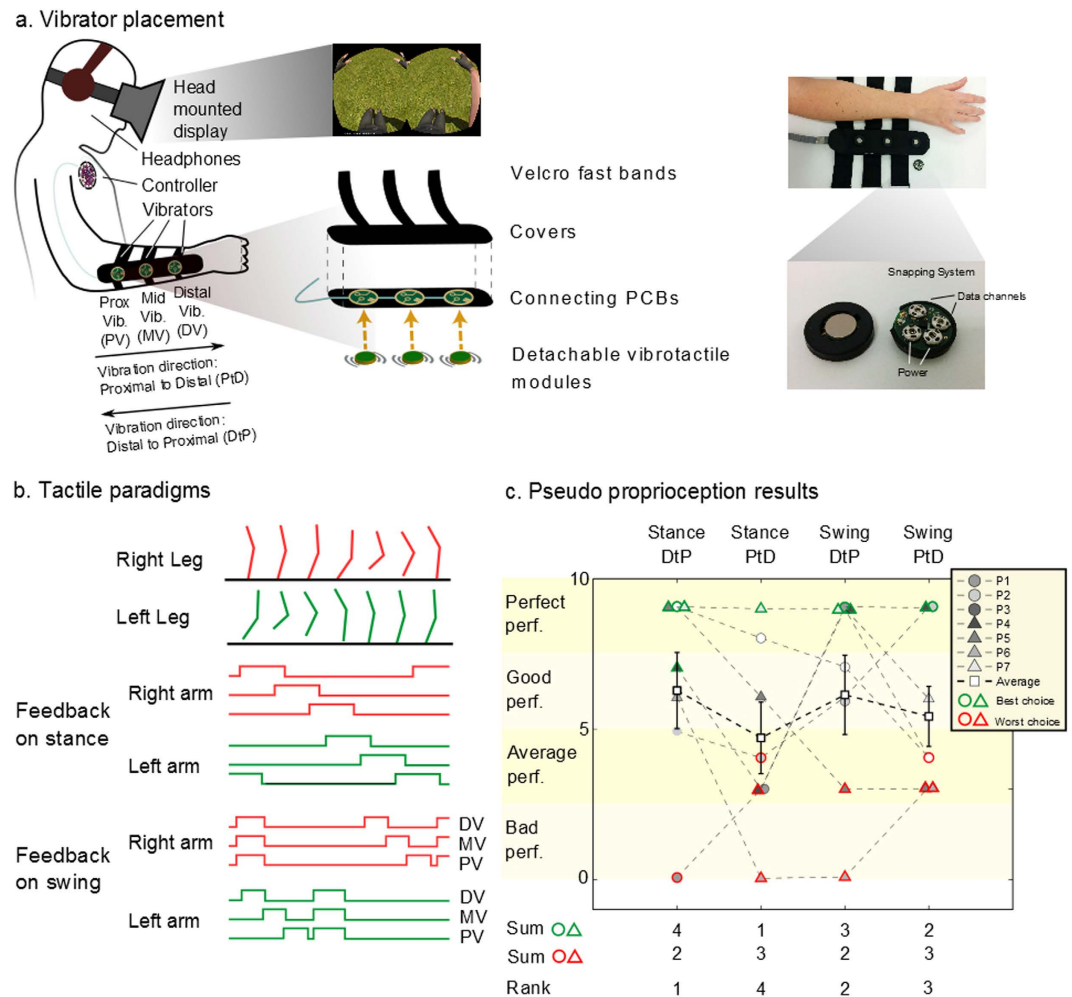 a. Vibrator placement
Head
mounted
display
Headphones
Controller
Vibrators
Prox
Vib.
(PV)
Mid
Vib.
(MV)
Distal
Vib.
(DV)
Vibration direction:
Proximal to Distal (PtD)
Vibration direction:
Distal to Proximal (DtP)
Velcro fast bands
Covers
Connecting PCBs
Detachable vibrotactile
modules
Snapping System
Data channels
Power
b. Tactile paradigms
Right Leg
Left Leg
Feedback
on stance
Right arm
Left arm
Feedback
on swing
Right arm
DV
MV
PV
Left arm
DV
MV
PV
c. Pseudo proprioception results
Stance
DtP
Stance
PtD
Swing
DtP
Swing
PtD
10
Perfect
perf.
Good
perf.
5
Average
perf.
Bad
perf.
0
P1
P2
P3
P4
P5
P6
P7
Average
Best choice
Worst choice
Sum 4 1 3 2
Sum 2 3 2 3
Rank 1 4 2 3